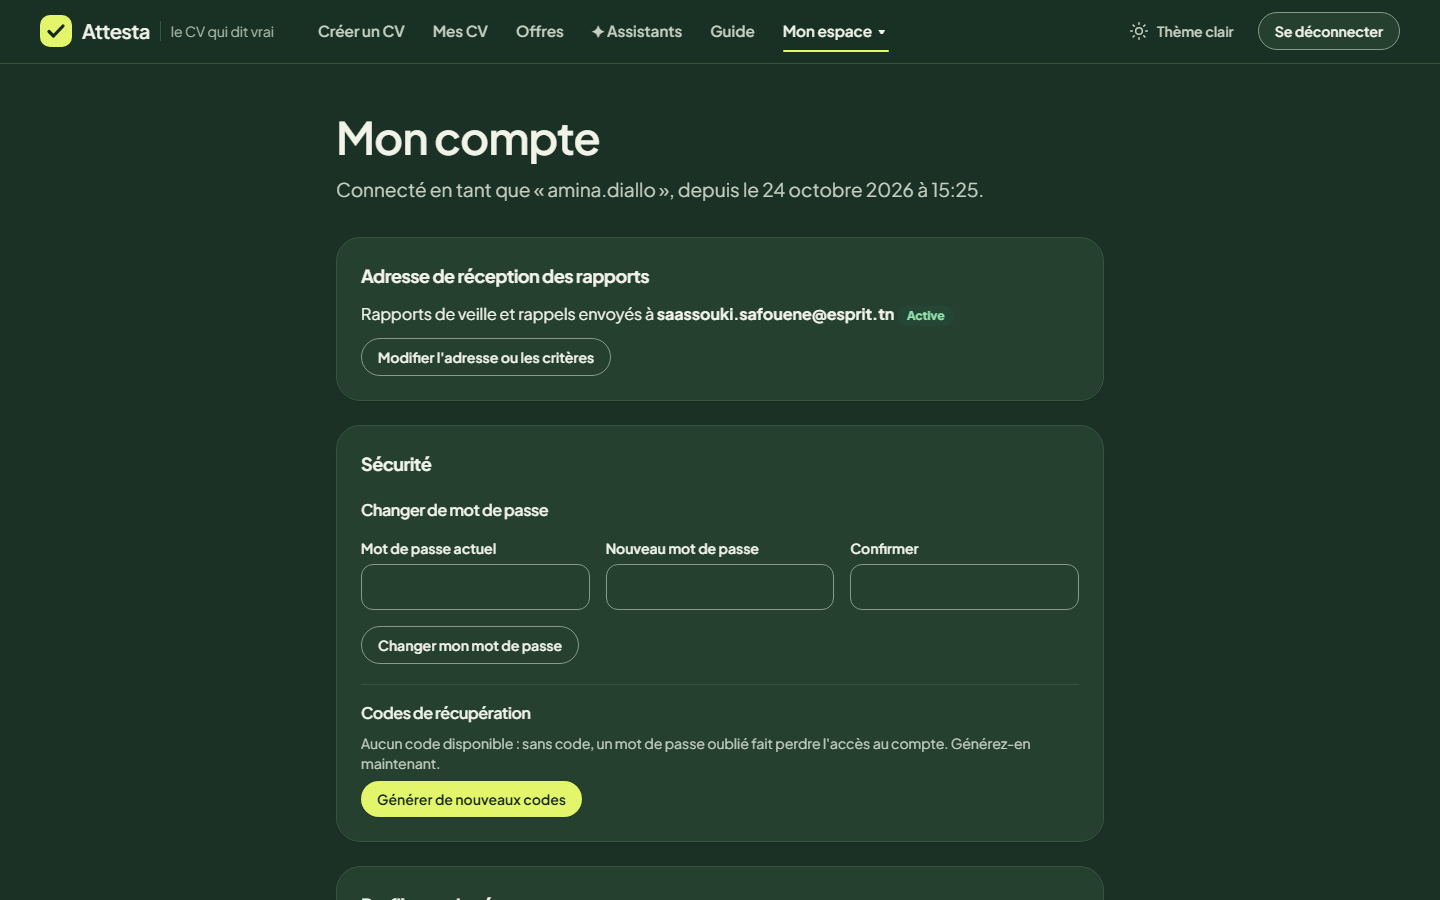 Attesta
le CV qui dit vrai
Créer un CV
Mes CV
Offres
Assistants
Guide
Mon espace
Thème clair
Se déconnecter
Mon compte
Connecté en tant que « amina.diallo », depuis le 24 octobre 2026 à 15:25.
Adresse de réception des rapports
Rapports de veille et rappels envoyés à saassouki.safouene@esprit.tn Active
Modifier l'adresse ou les critères
Sécurité
Changer de mot de passe
Mot de passe actuel
Nouveau mot de passe
Confirmer
Changer mon mot de passe
Codes de récupération
Aucun code disponible : sans code, un mot de passe oublié fait perdre l'accès au compte. Générez-en
maintenant.
Générer de nouveaux codes